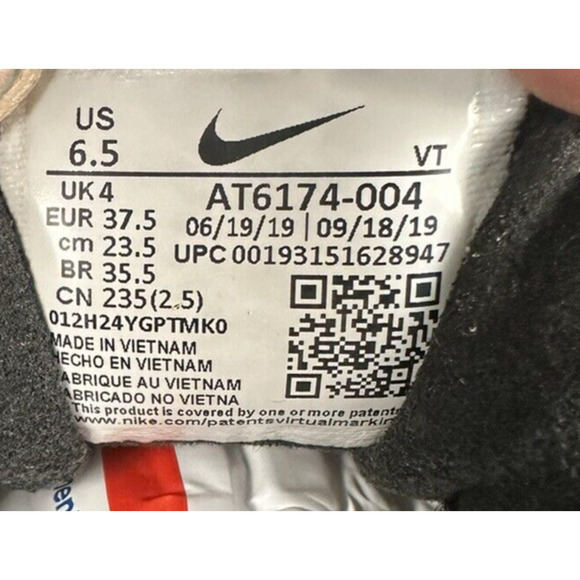 US
6.5
VT
UK 4
AT6174-004
EUR 37.5
06/19/19 | 09/18/19
cm 23.5
UPC 00193151628947
BR 35.5
CN 235(2.5)
012H24YGPTMK0
MADE IN VIETNAM
HECHO EN VIETNAM
FABRIQUE AU VIETNAM
FABRICADO NO VIETNA
This product is covered by one or more patents
www.nike.com/patentsvirtualmarkin